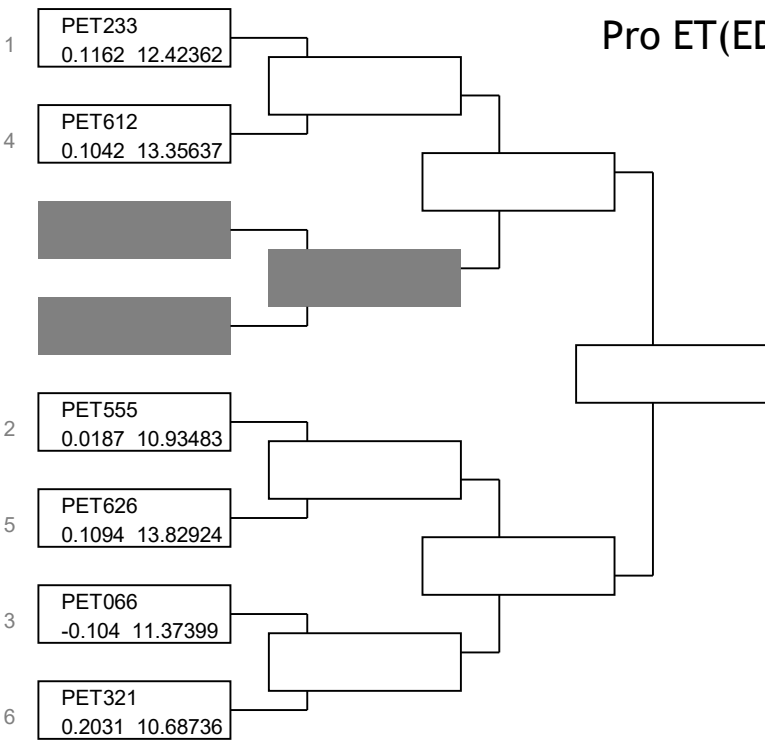 Pro ET(ED
1
PET233
0.1162 12.42362
4
PET612
0.1042 13.35637
2
PET555
0.0187 10.93483
5
PET626
0.1094 13.82924
3
PET066
-0.104 11.37399
6
PET321
0.2031 10.68736